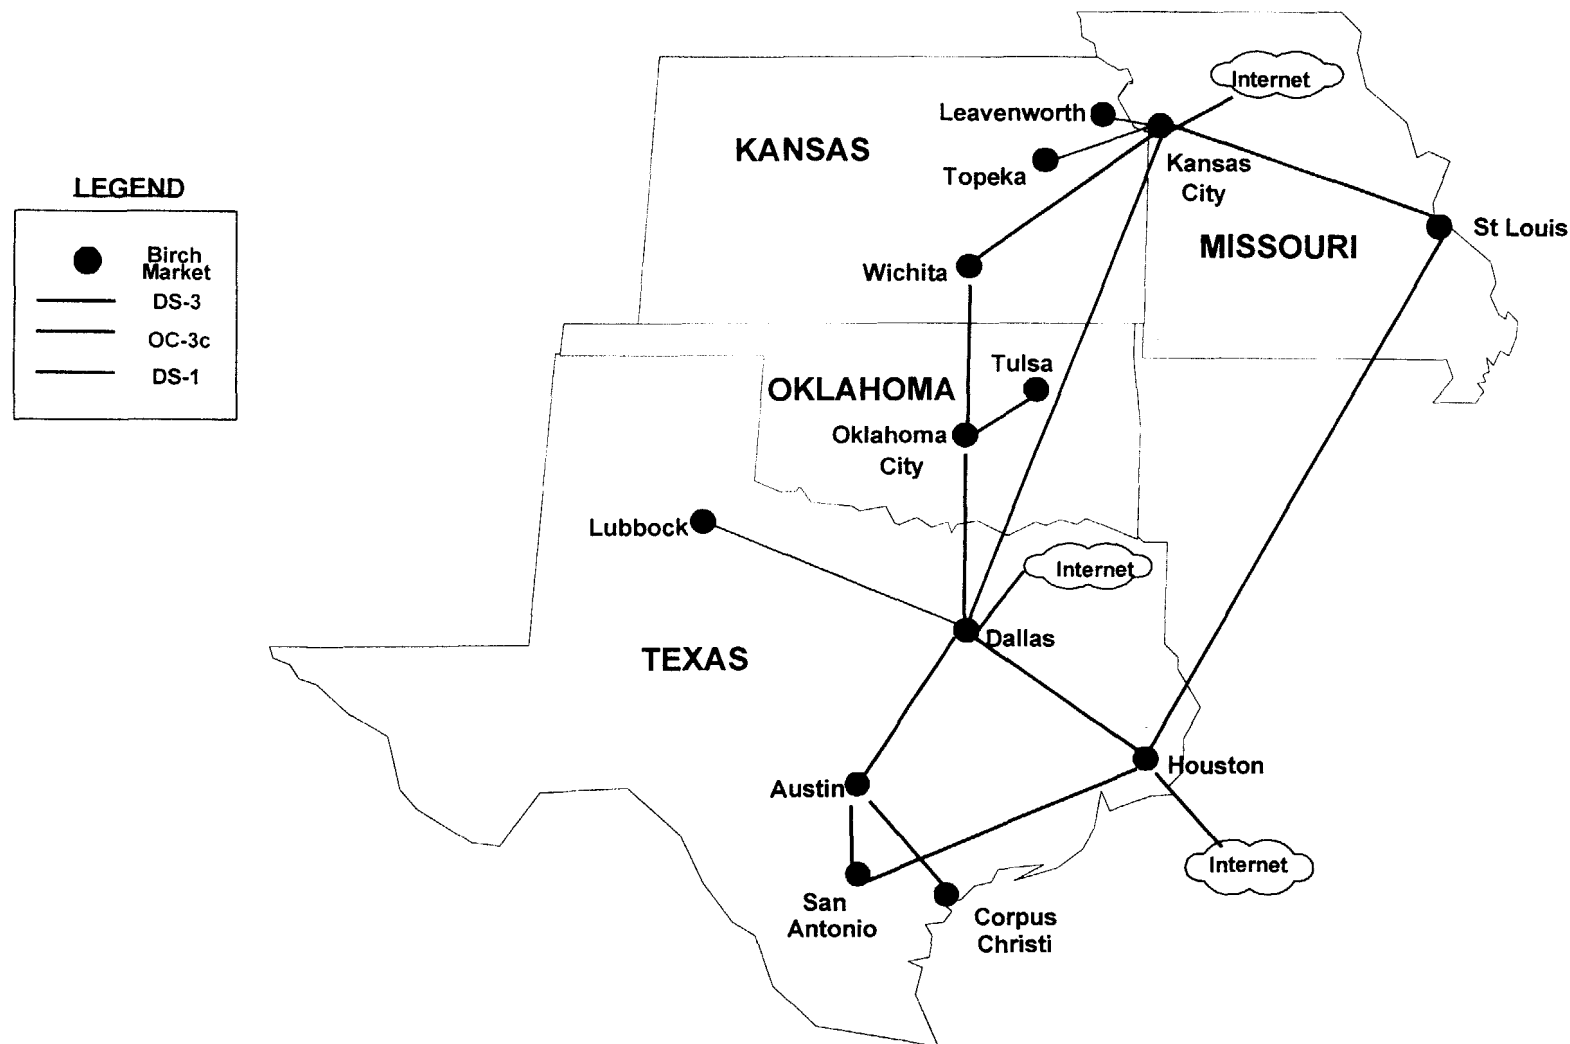 Internet
Leavenworth
KANSAS
Topeka
Kansas
City
LEGEND
Birch
Market
DS-3
OC-3c
DS-1
St Louis
MISSOURI
Wichita
Tulsa
OKLAHOMA
Oklahoma
City
Lubbock
Internet
Dallas
TEXAS
Houston
Austin
Internet
San
Antonio
Corpus
Christi